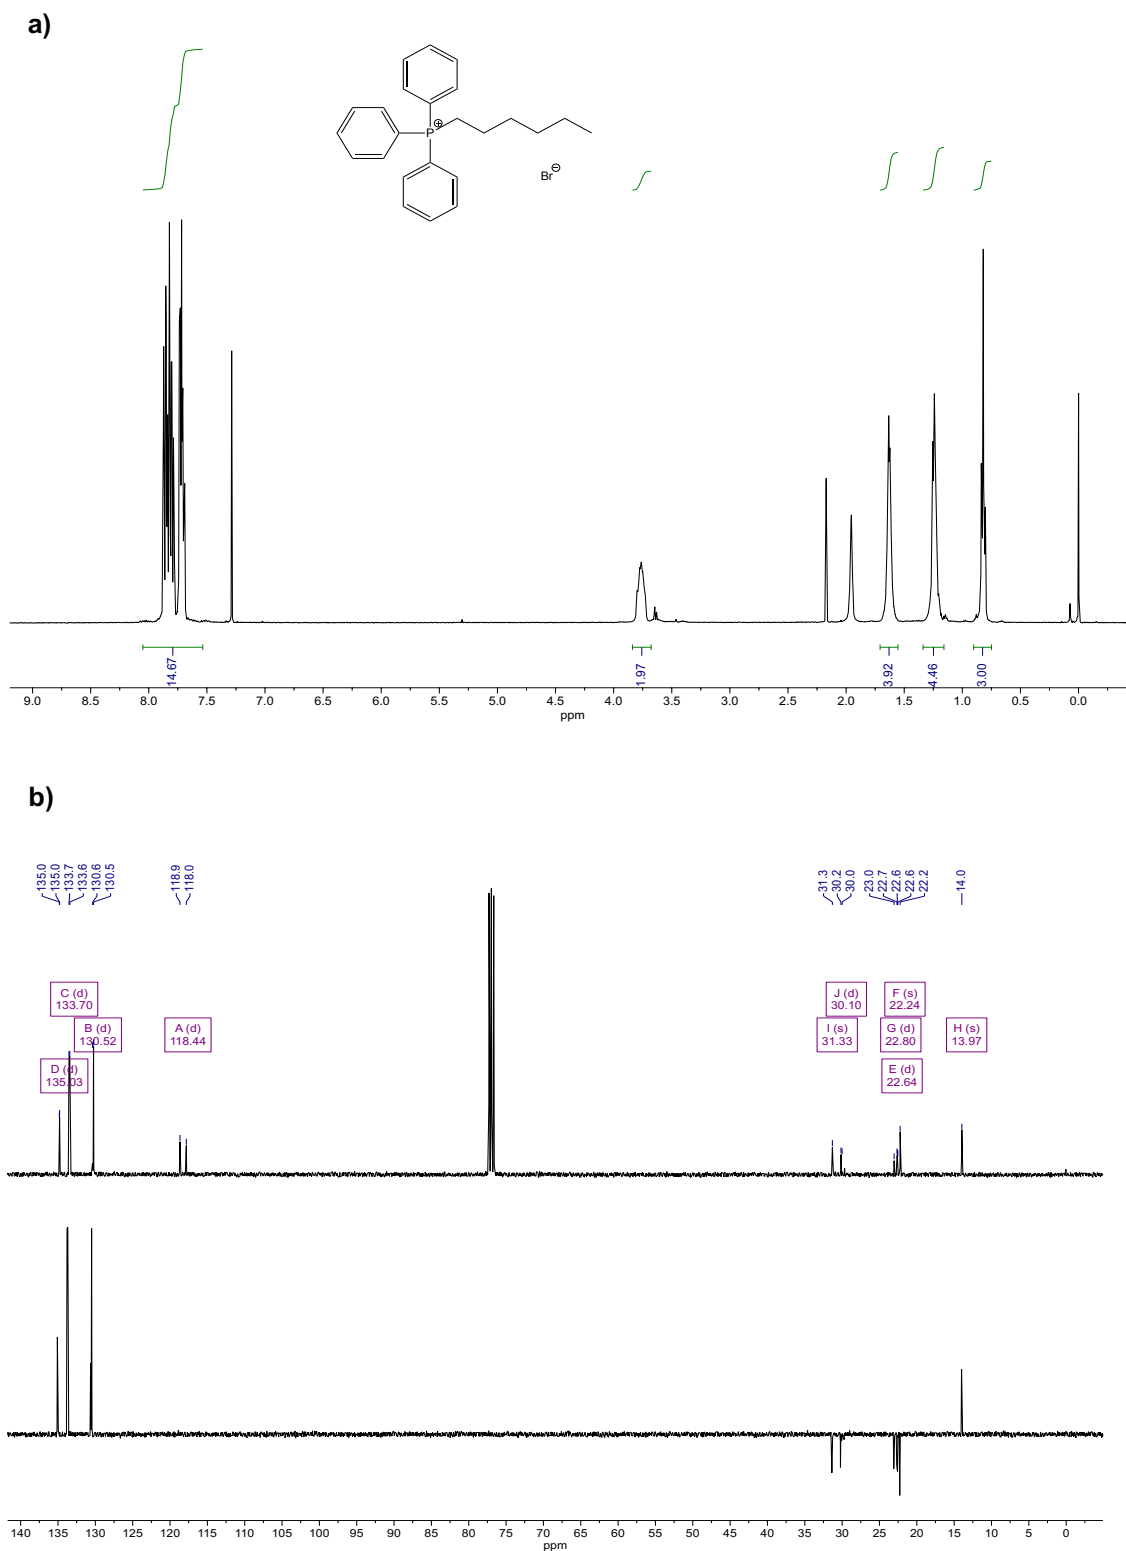 a)
P
⊕
Br⊖
14.67
1.97
3.92
4.46
3.00
9.0 8.5 8.0 7.5 7.0 6.5 6.0 5.5 5.0 4.5 4.0 3.5 3.0 2.5 2.0 1.5 1.0 0.5 0.0
ppm
b)
135.0
135.0
133.7
133.6
130.6
130.5
118.9
118.0
31.3
30.2
30.0
23.0
22.7
22.6
22.6
22.2
14.0
C (d)
133.70
J (d)
30.10
F (s)
22.24
B (d)
130.52
A (d)
118.44
I (s)
31.33
G (d)
22.80
H (s)
13.97
D (d)
135.03
E (d)
22.64
140 135 130 125 120 115 110 105 100 95 90 85 80 75 70 65 60 55 50 45 40 35 30 25 20 15 10 5 0
ppm